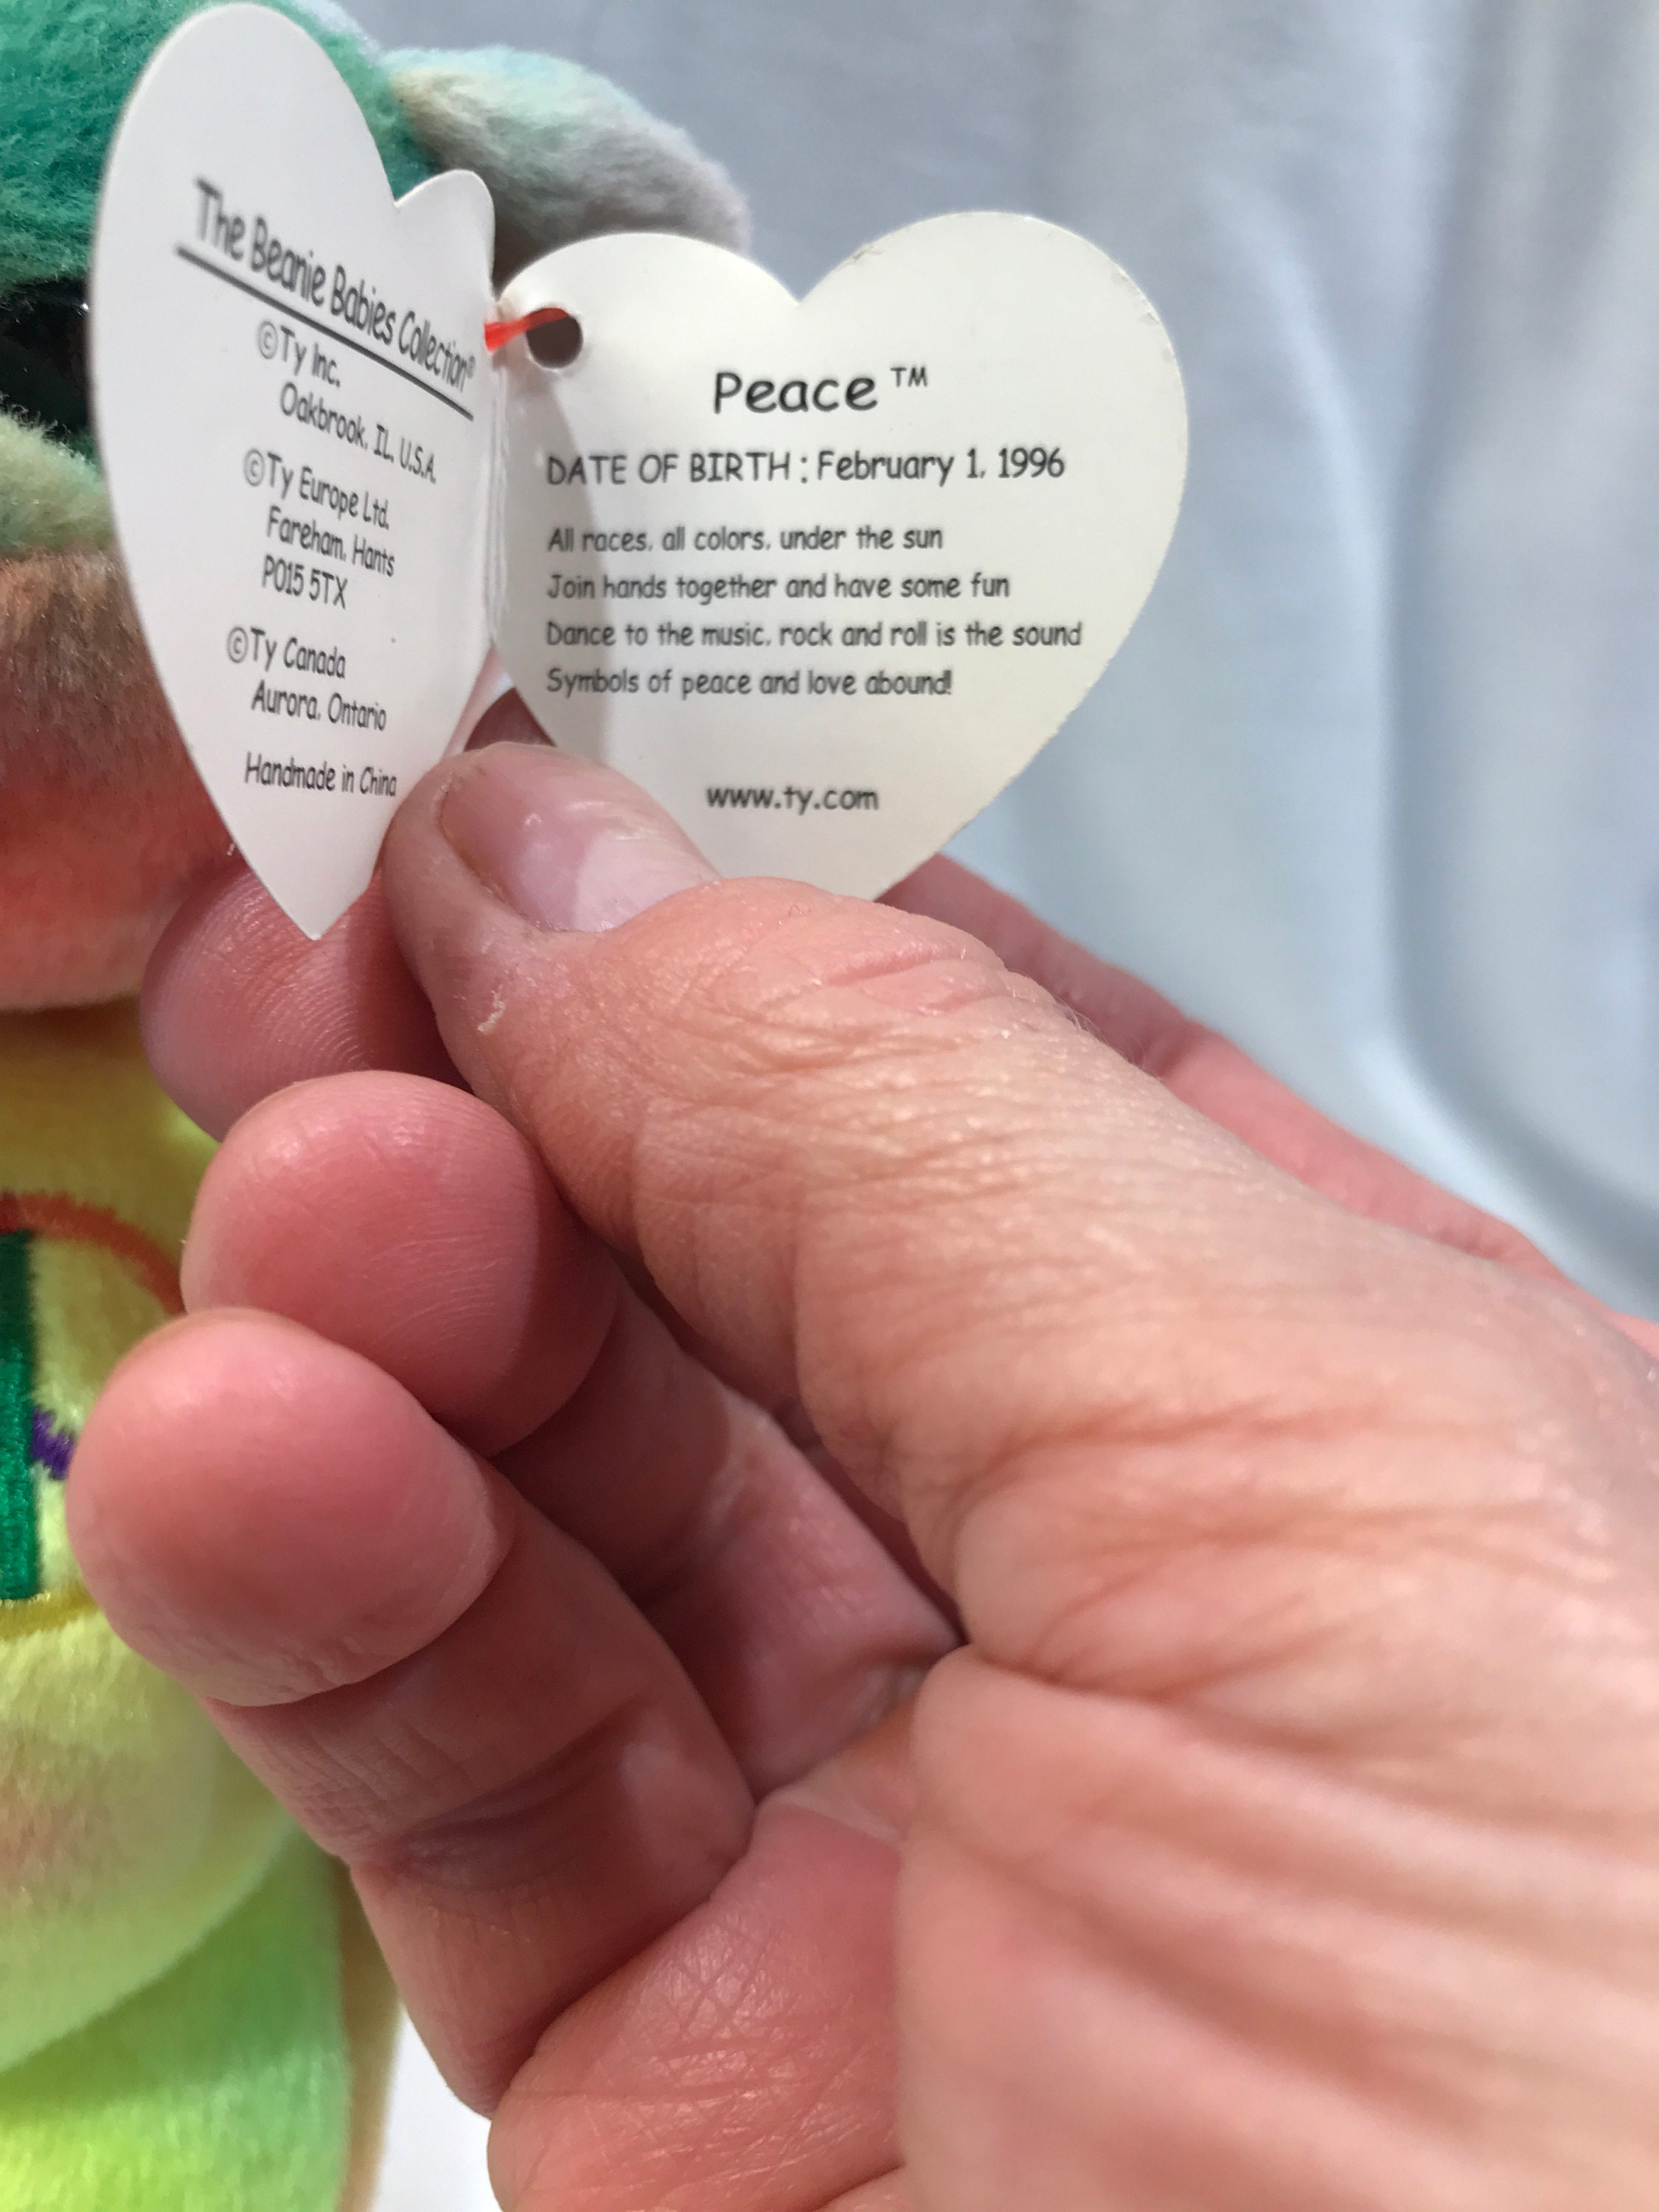 The Beanie Babies Collection®
©Ty Inc.
Oakbrook, IL, U.S.A.
©Ty Europe Ltd.
Fareham, Hants
PO15 5TX
©Ty Canada
Aurora, Ontario
Handmade in China
Peace™
DATE OF BIRTH : February 1, 1996
All races, all colors, under the sun
Join hands together and have some fun
Dance to the music, rock and roll is the sound
Symbols of peace and love abound!
www.ty.com